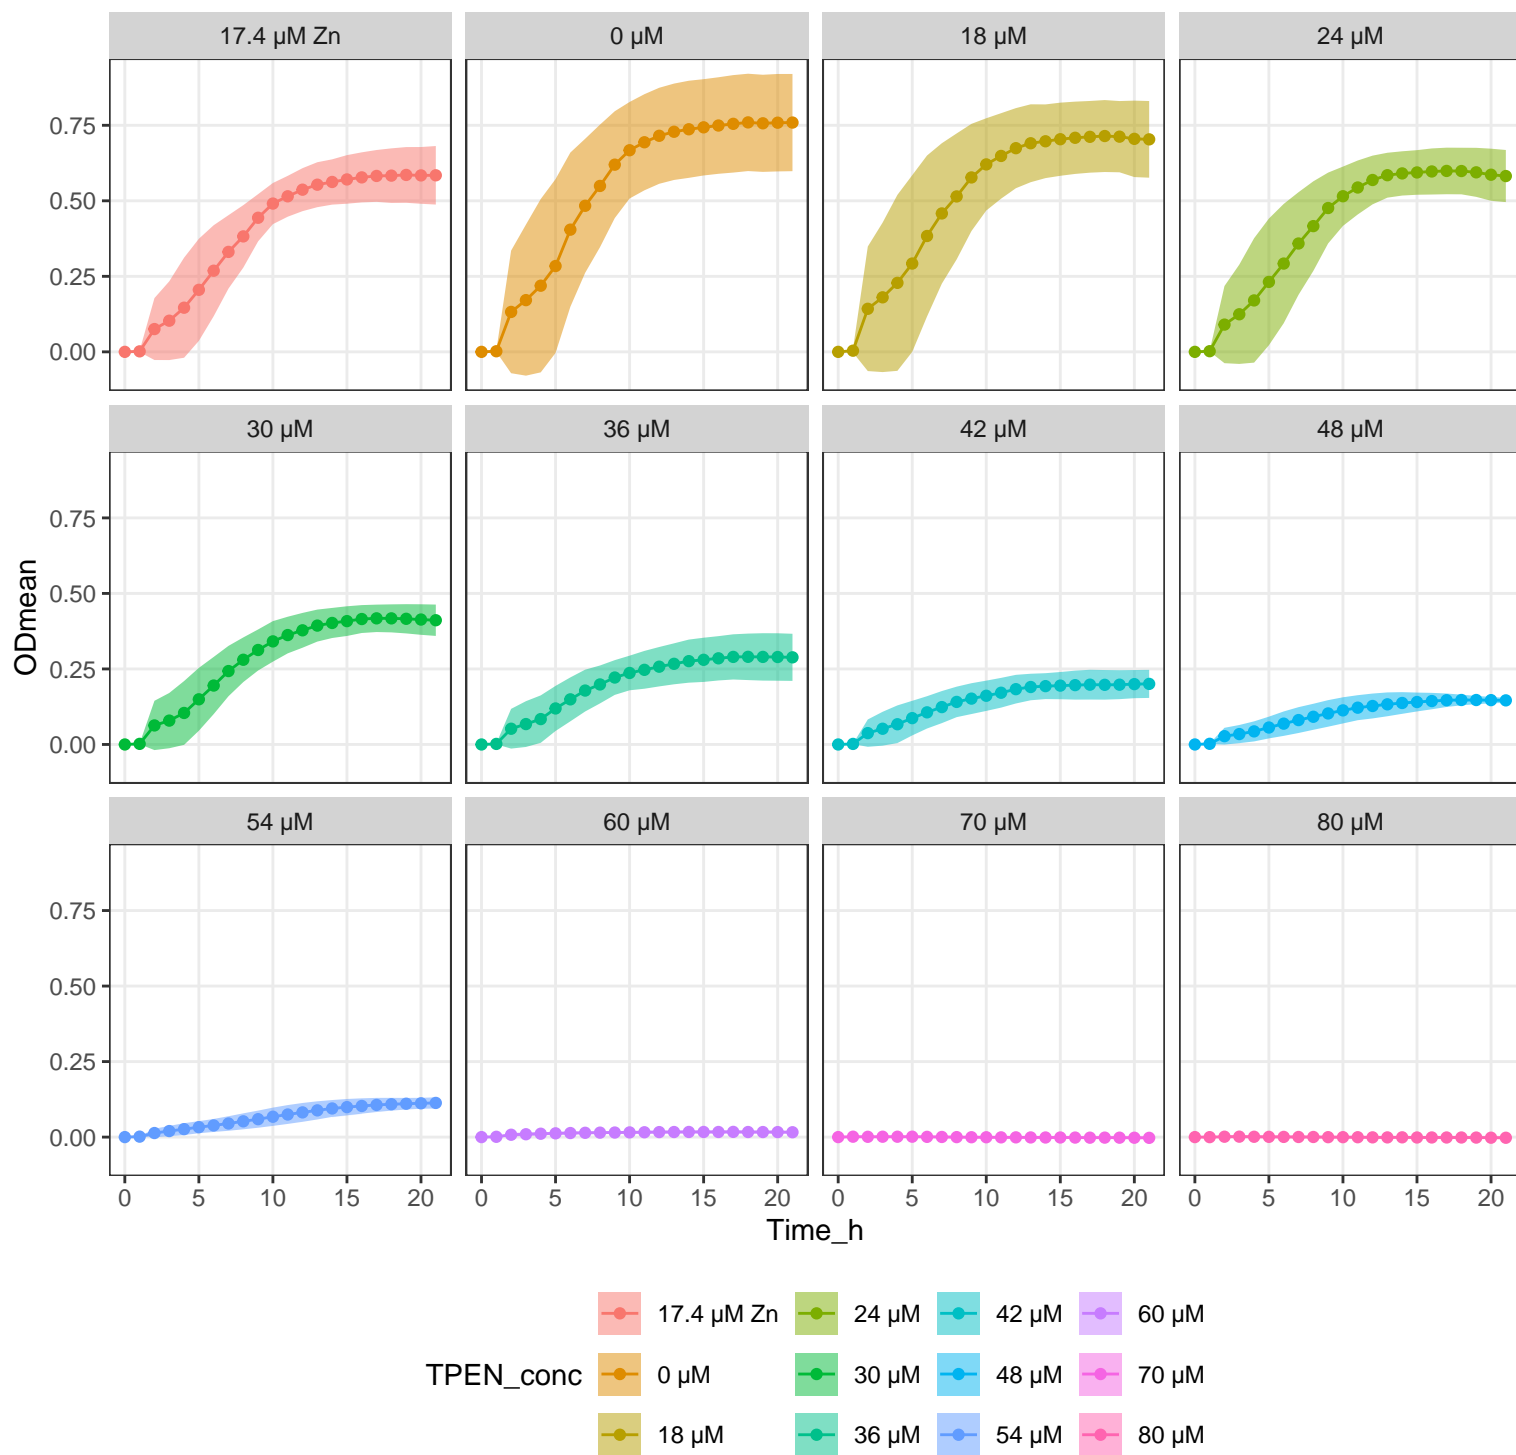 17.4 µM Zn 0 µM 18 µM 24 µM
0.75
0.50
0.25
0.00
30 µM 36 µM 42 µM 48 µM
0.75
0.50
0.25
0.00
ODmean
54 µM 60 µM 70 µM 80 µM
0.75
0.50
0.25
0.00
0 5 10 15 20 0 5 10 15 20 0 5 10 15 20 0 5 10 15 20
Time_h
TPEN_conc
17.4 µM Zn 24 µM 42 µM 60 µM
0 µM 30 µM 48 µM 70 µM
18 µM 36 µM 54 µM 80 µM